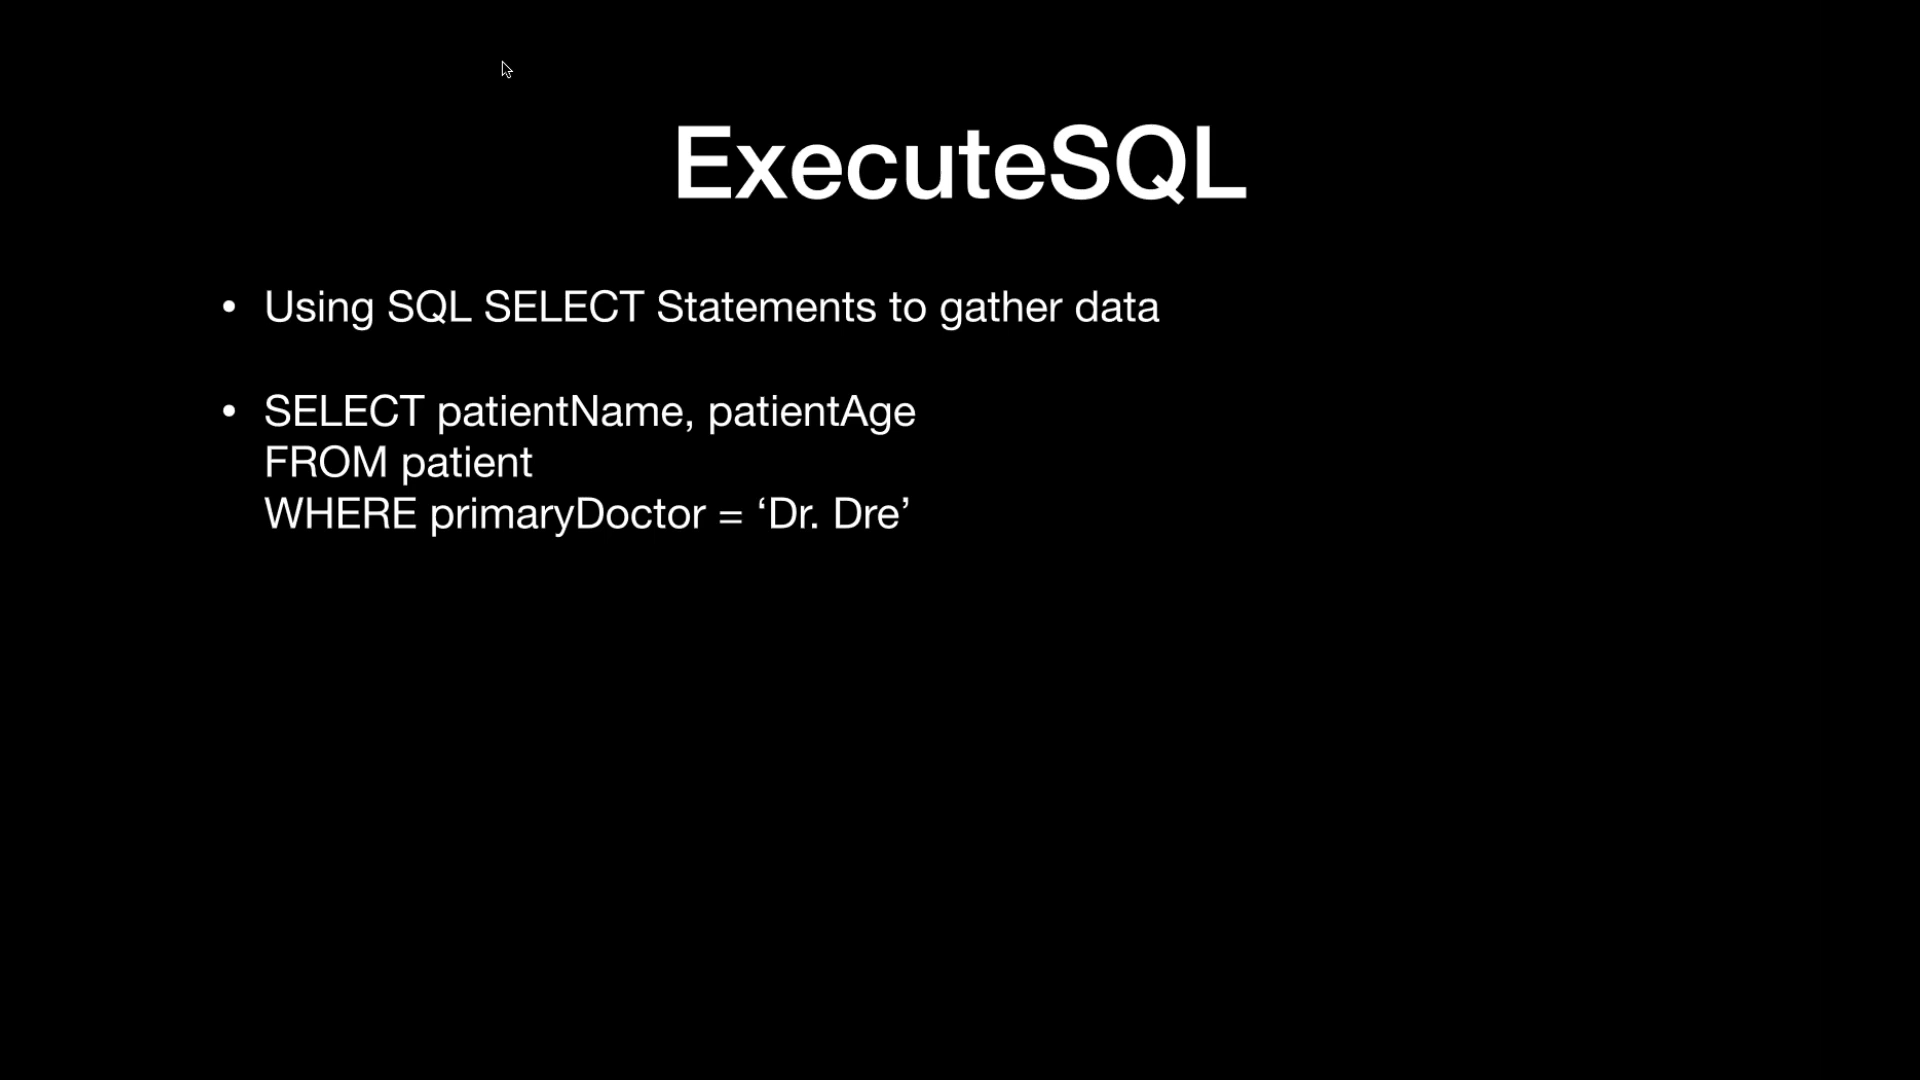 ExecuteSQL
• Using SQL SELECT Statements to gather data
• SELECT patientName, patientAge
FROM patient
WHERE primaryDoctor = ‘Dr. Dre’